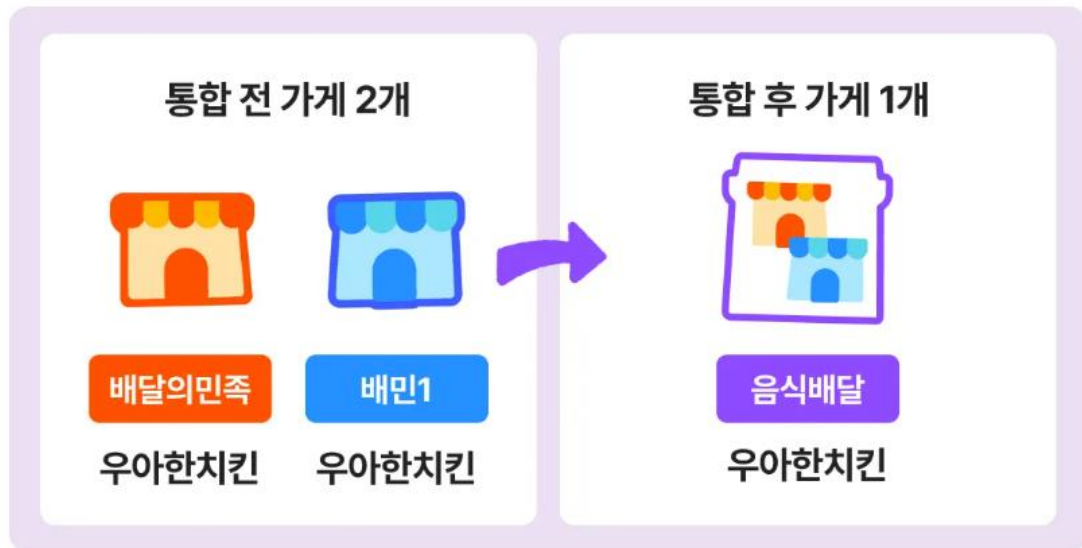 통합 전 가게 2개
배달의민족
배민1
우아한치킨
우아한치킨
통합 후 가게 1개
음식배달
우아한치킨